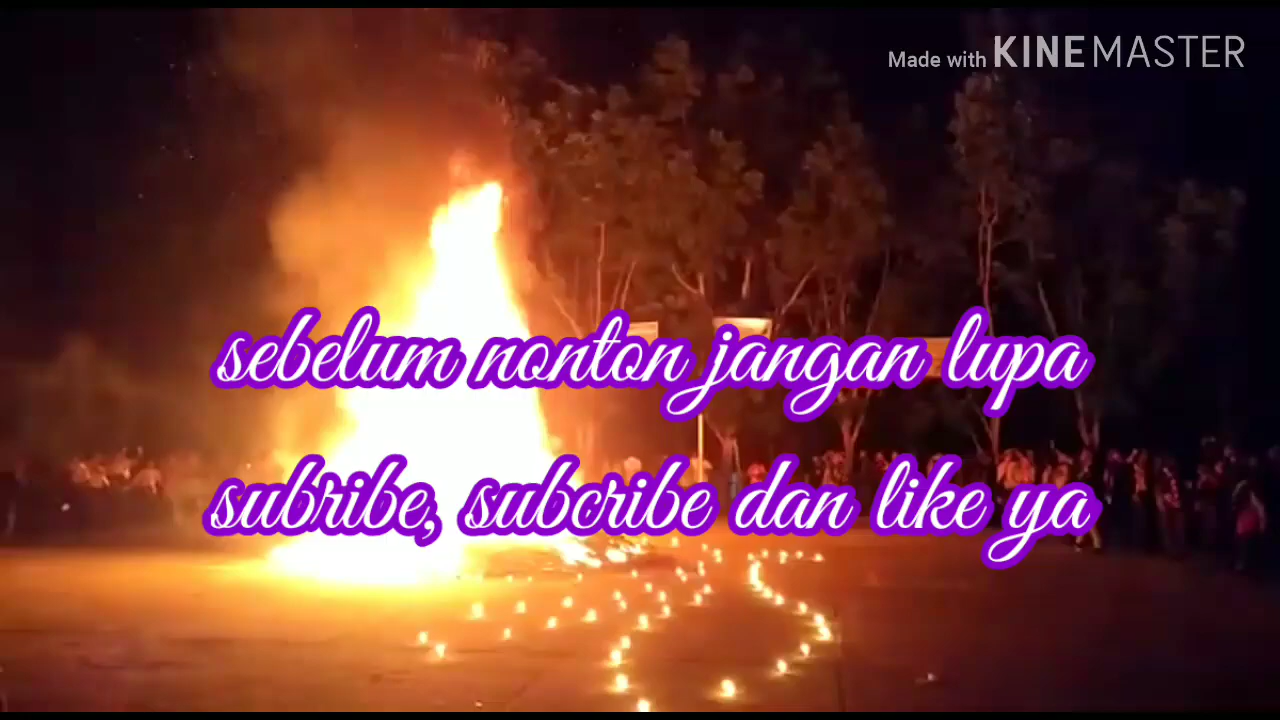 Made with KINEMASTER
sebelum nonton jangan lupa
subribe, subcribe dan like ya